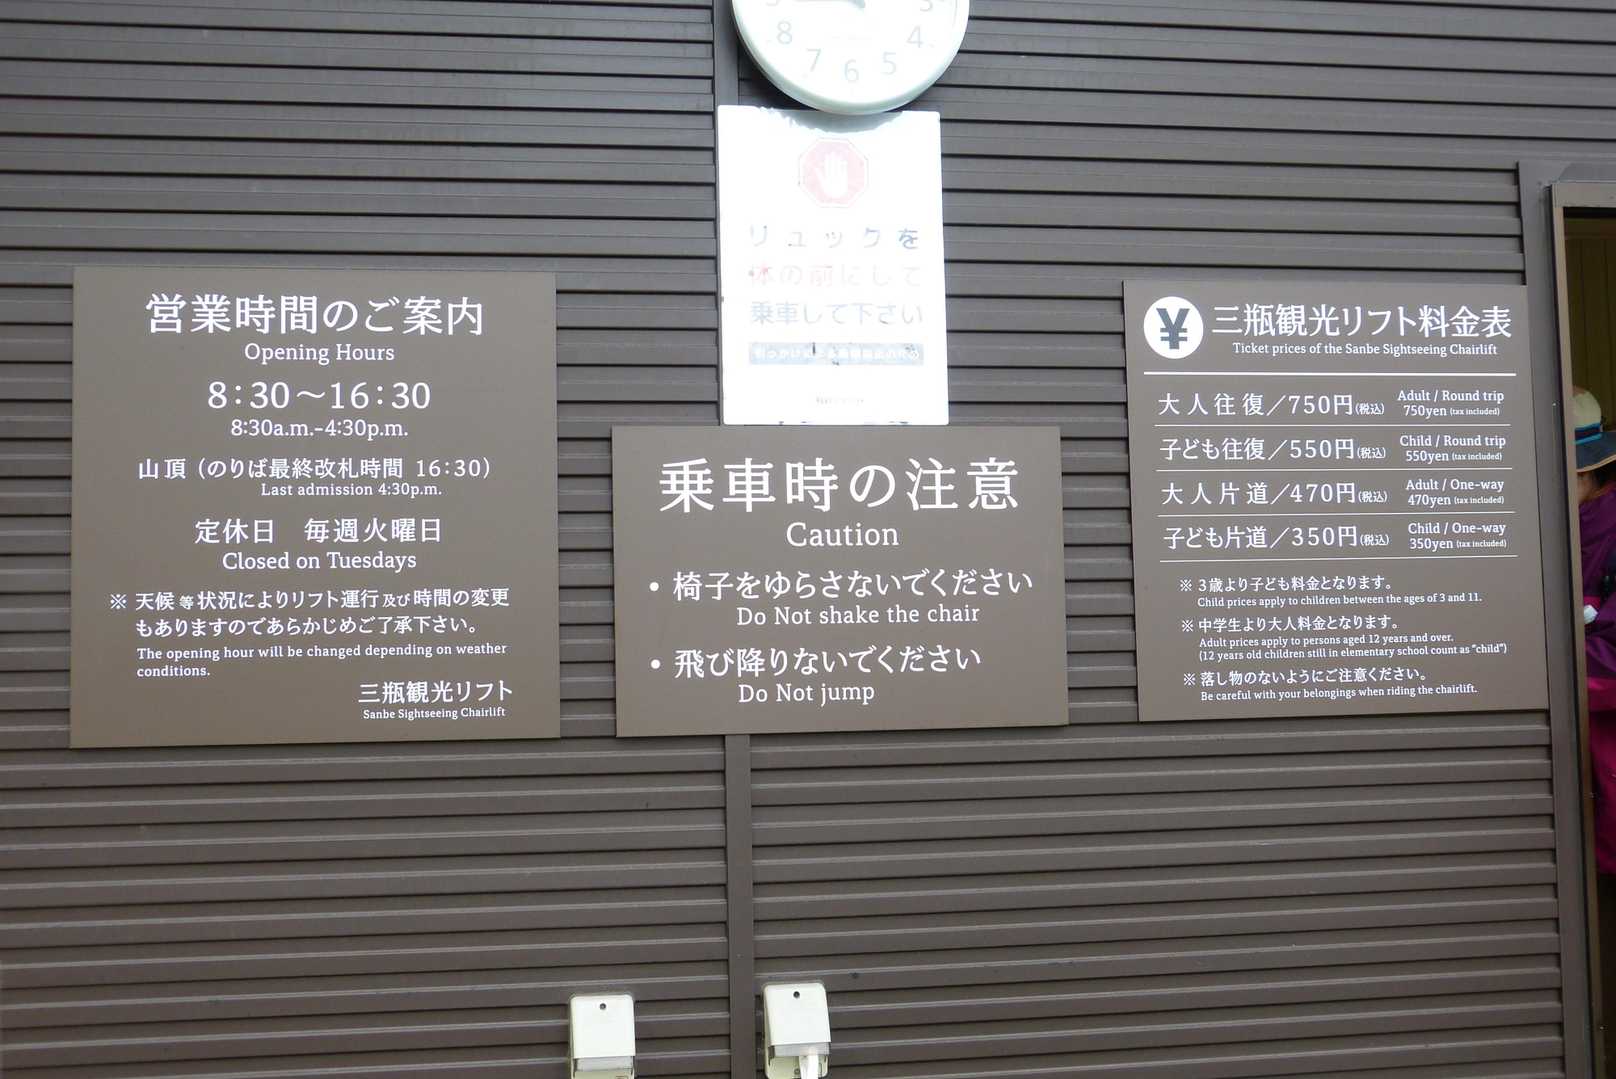 営業時間のご案内
Opening Hours
8:30～16:30
8:30a.m.-4:30p.m.
山頂（のりば最終改札時間 16:30）
Last admission 4:30p.m.
定休日 毎週火曜日
Closed on Tuesdays
※ 天候等状況によりリフト運行及び時間の変更
もありますのであらかじめご了承下さい。
The opening hour will be changed depending on weather
conditions.
三瓶観光リフト
Sanbe Sightseeing Chairlift
8 7 6 5 4 3
リュックを
体の前にして
乗車して下さい
乗車時の注意
Caution
• 椅子をゆらさないでください
Do Not shake the chair
• 飛び降りないでください
Do Not jump
¥ 三瓶観光リフト料金表
Ticket prices of the Sanbe Sightseeing Chairlift
大人往復／750円(税込) Adult / Round trip
750yen (tax included)
子ども往復／550円(税込) Child / Round trip
550yen (tax included)
大人片道／470円(税込) Adult / One-way
470yen (tax included)
子ども片道／350円(税込) Child / One-way
350yen (tax included)
※ 3歳より子ども料金となります。
Child prices apply to children between the ages of 3 and 11.
※ 中学生より大人料金となります。
Adult prices apply to persons aged 12 years and over.
(12 years old children still in elementary school count as “child”)
※ 落し物のないようにご注意ください。
Be careful with your belongings when riding the chairlift.